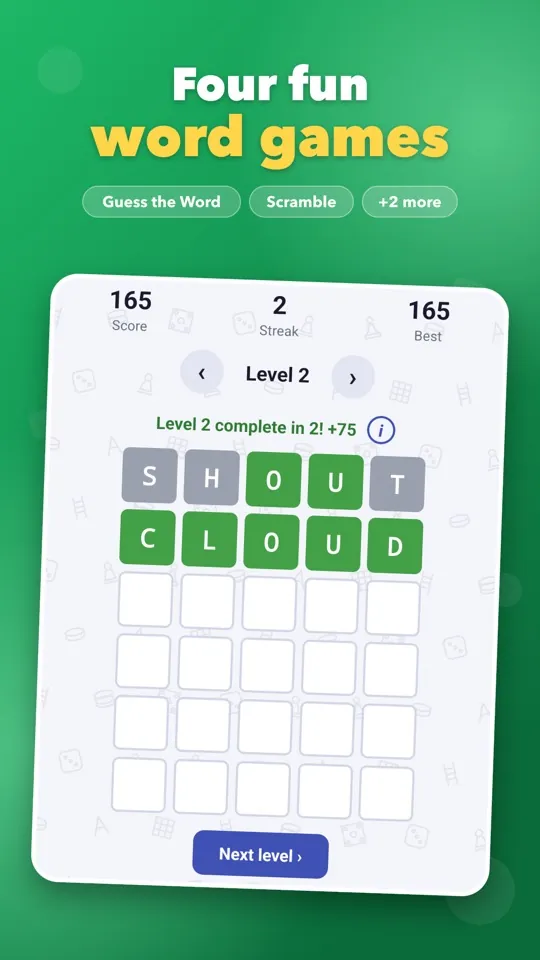 Four fun
word games
Guess the Word Scramble +2 more
165 2 165
Score Streak Best
‹ Level 2 ›
Level 2 complete in 2! +75 i
S H O U T
C L O U D
Next level ›